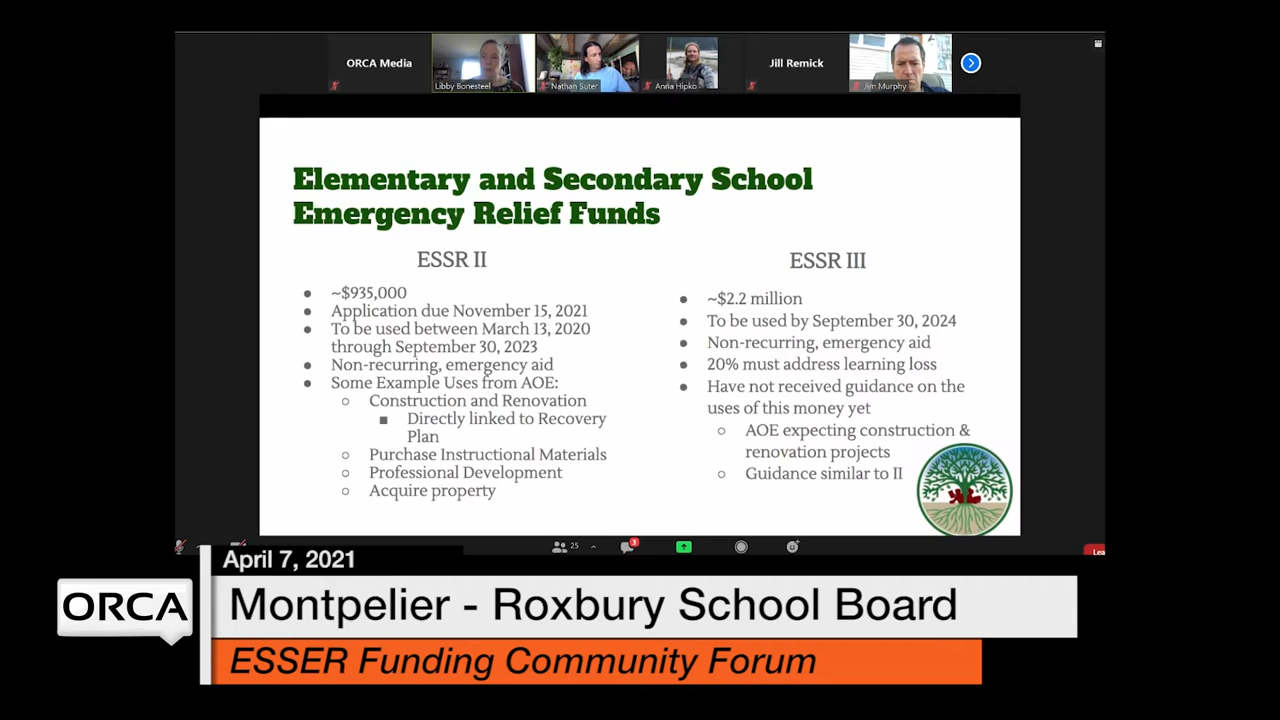 ORCA Media
Libby Bonesteel
Nathan Suter
Anna Hipko
Jill Remick
Jim Murphy
Elementary and Secondary School
Emergency Relief Funds
ESSR II
~$935,000
Application due November 15, 2021
To be used between March 13, 2020
through September 30, 2023
Non-recurring, emergency aid
Some Example Uses from AOE:
Construction and Renovation
Directly linked to Recovery
Plan
Purchase Instructional Materials
Professional Development
Acquire property
ESSR III
~$2.2 million
To be used by September 30, 2024
Non-recurring, emergency aid
20% must address learning loss
Have not received guidance on the
uses of this money yet
AOE expecting construction &
renovation projects
Guidance similar to II
25
3
Lea
April 7, 2021
ORCA
Montpelier - Roxbury School Board
ESSER Funding Community Forum